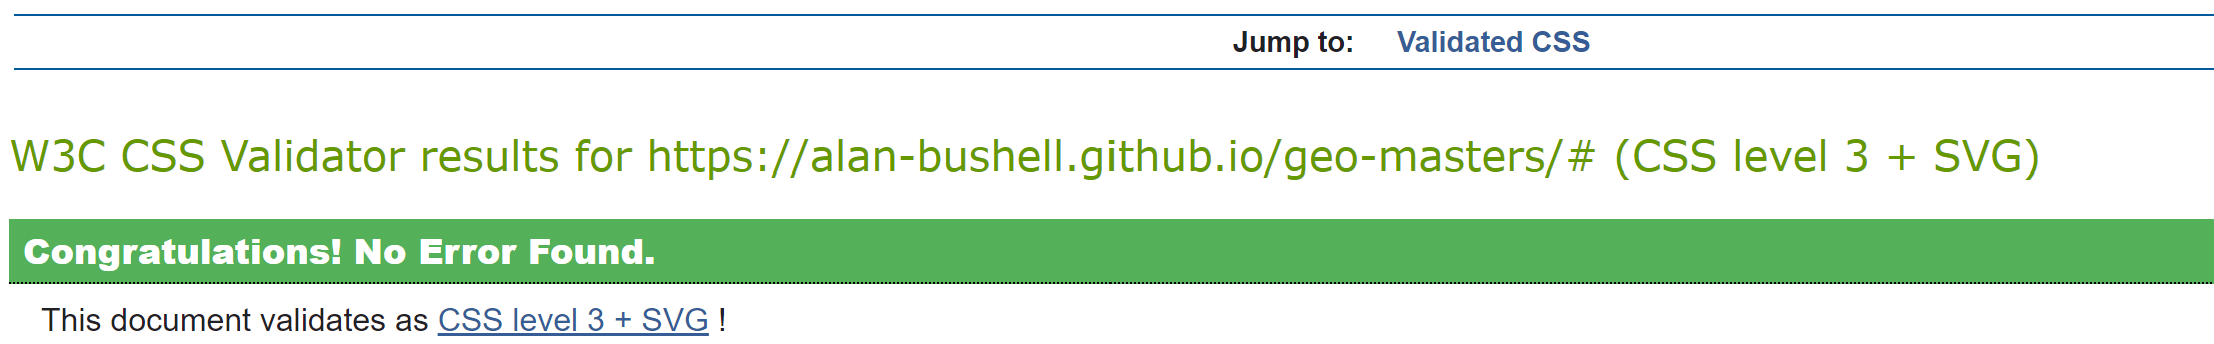 Jump to: Validated CSS
W3C CSS Validator results for https://alan-bushell.github.io/geo-masters/# (CSS level 3 + SVG)
Congratulations! No Error Found.
This document validates as CSS level 3 + SVG !